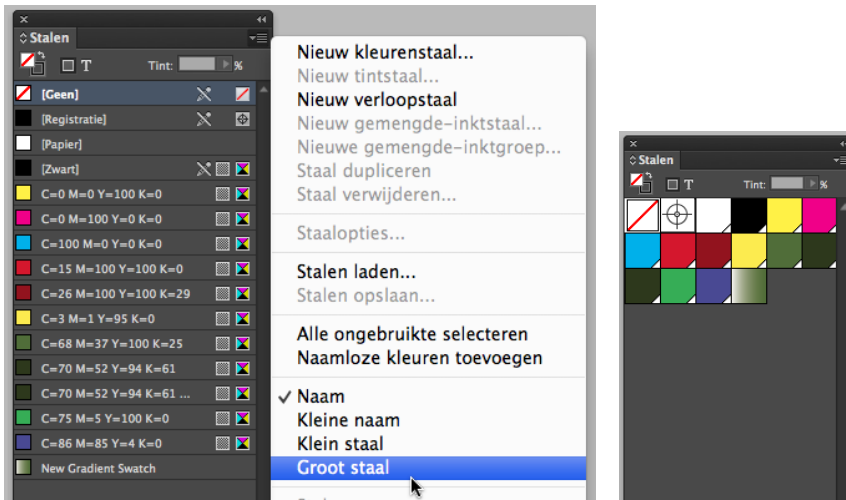 Stalen
T Tint: %
[Geen]
[Registratie]
[Papier]
[Zwart]
C=0 M=0 Y=100 K=0
C=0 M=100 Y=0 K=0
C=100 M=0 Y=0 K=0
C=15 M=100 Y=100 K=0
C=26 M=100 Y=100 K=29
C=3 M=1 Y=95 K=0
C=68 M=37 Y=100 K=25
C=70 M=52 Y=94 K=61
C=70 M=52 Y=94 K=61 ...
C=75 M=5 Y=100 K=0
C=86 M=85 Y=4 K=0
New Gradient Swatch
Nieuw kleurenstaal...
Nieuw tintstaal...
Nieuw verloopstaal
Nieuw gemengde-inktstaal...
Nieuwe gemengde-inktgroep...
Staal dupliceren
Staal verwijderen...
Staalopties...
Stalen laden...
Stalen opslaan...
Alle ongebruikte selecteren
Naamloze kleuren toevoegen
Naam
Kleine naam
Klein staal
Groot staal
Stalen
T Tint: %